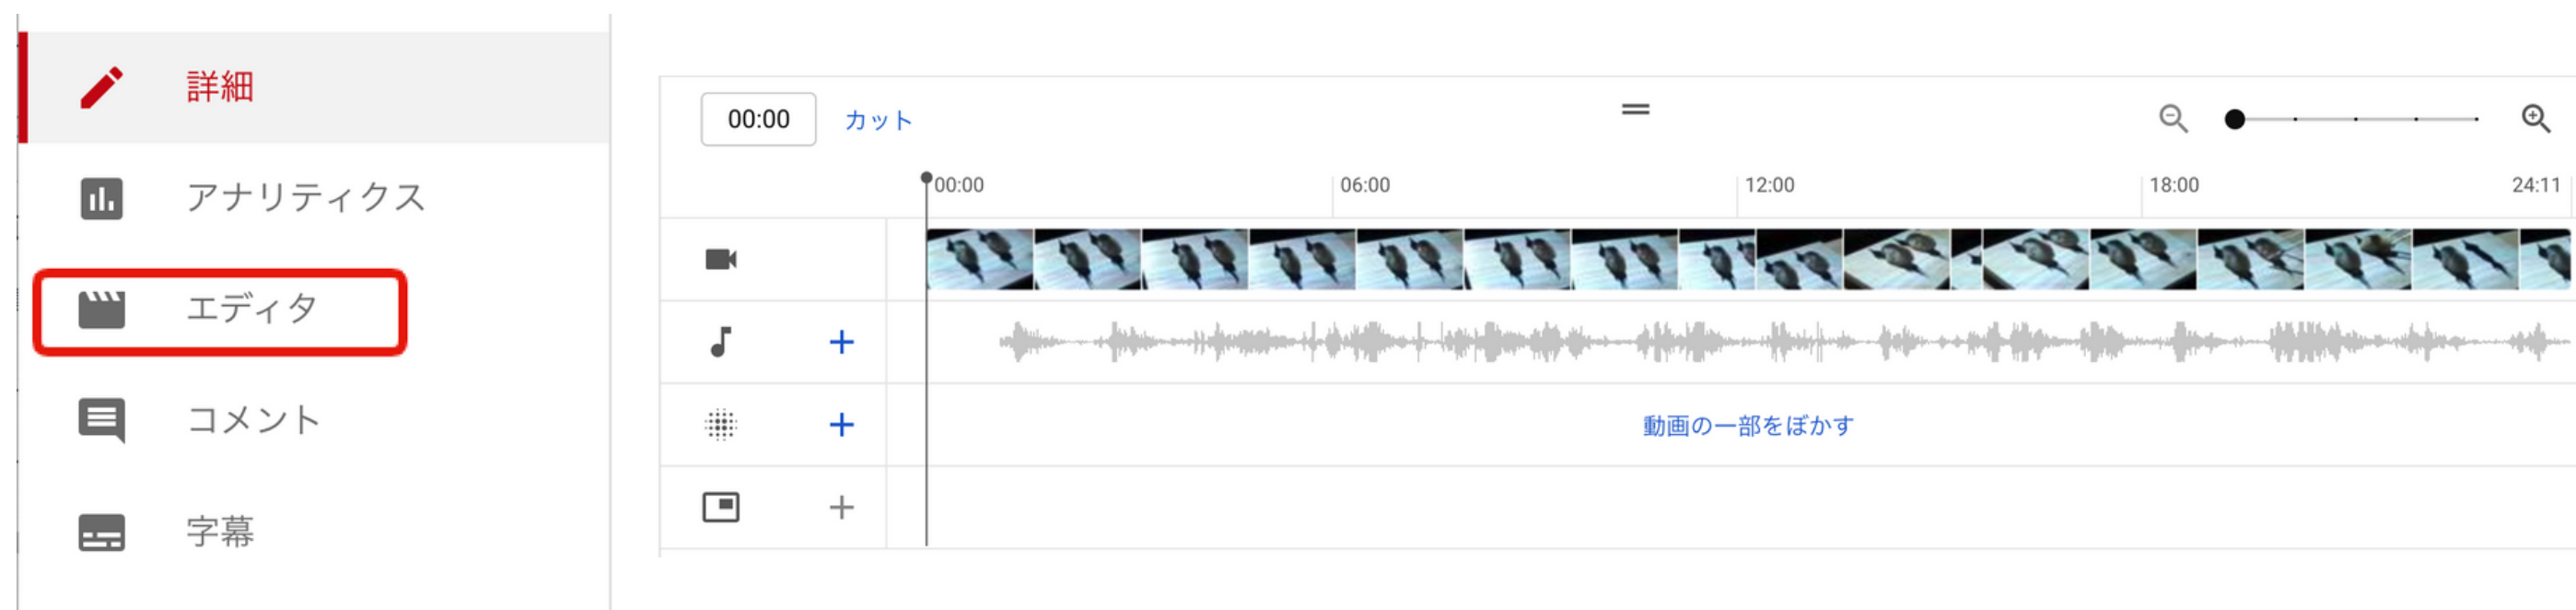 詳細
アナリティクス
エディタ
コメント
字幕
00:00 カット
00:00 06:00 12:00 18:00 24:11
動画の一部をぼかす